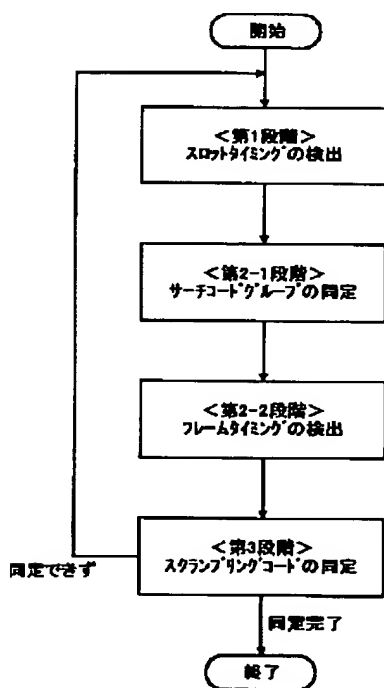 開始
＜第1段階＞
スロットタイミングの検出
＜第2-1段階＞
サーチコードグループの同定
＜第2-2段階＞
フレームタイミングの検出
＜第3段階＞
スクランブリングコードの同定
同定できず
同定完了
終了